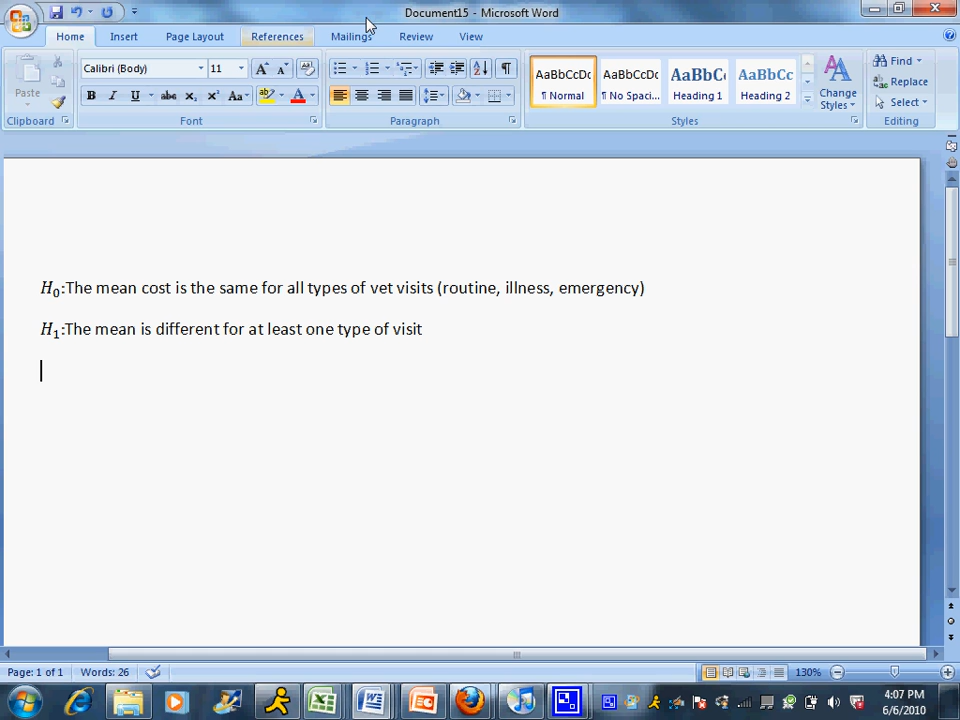 Document15 - Microsoft Word
Home Insert Page Layout References Mailings Review View
Paste
Calibri (Body) 11
B I U abc X₂ X² Aa
A
AaBbCcDc AaBbCcDc AaBbC AaBbCc
¶ Normal ¶ No Spaci... Heading 1 Heading 2
Change Styles
Find
Replace
Select
Clipboard Font Paragraph Styles Editing
H₀:The mean cost is the same for all types of vet visits (routine, illness, emergency)
H₁:The mean is different for at least one type of visit
Page: 1 of 1 Words: 26 130%
4:07 PM
6/6/2010